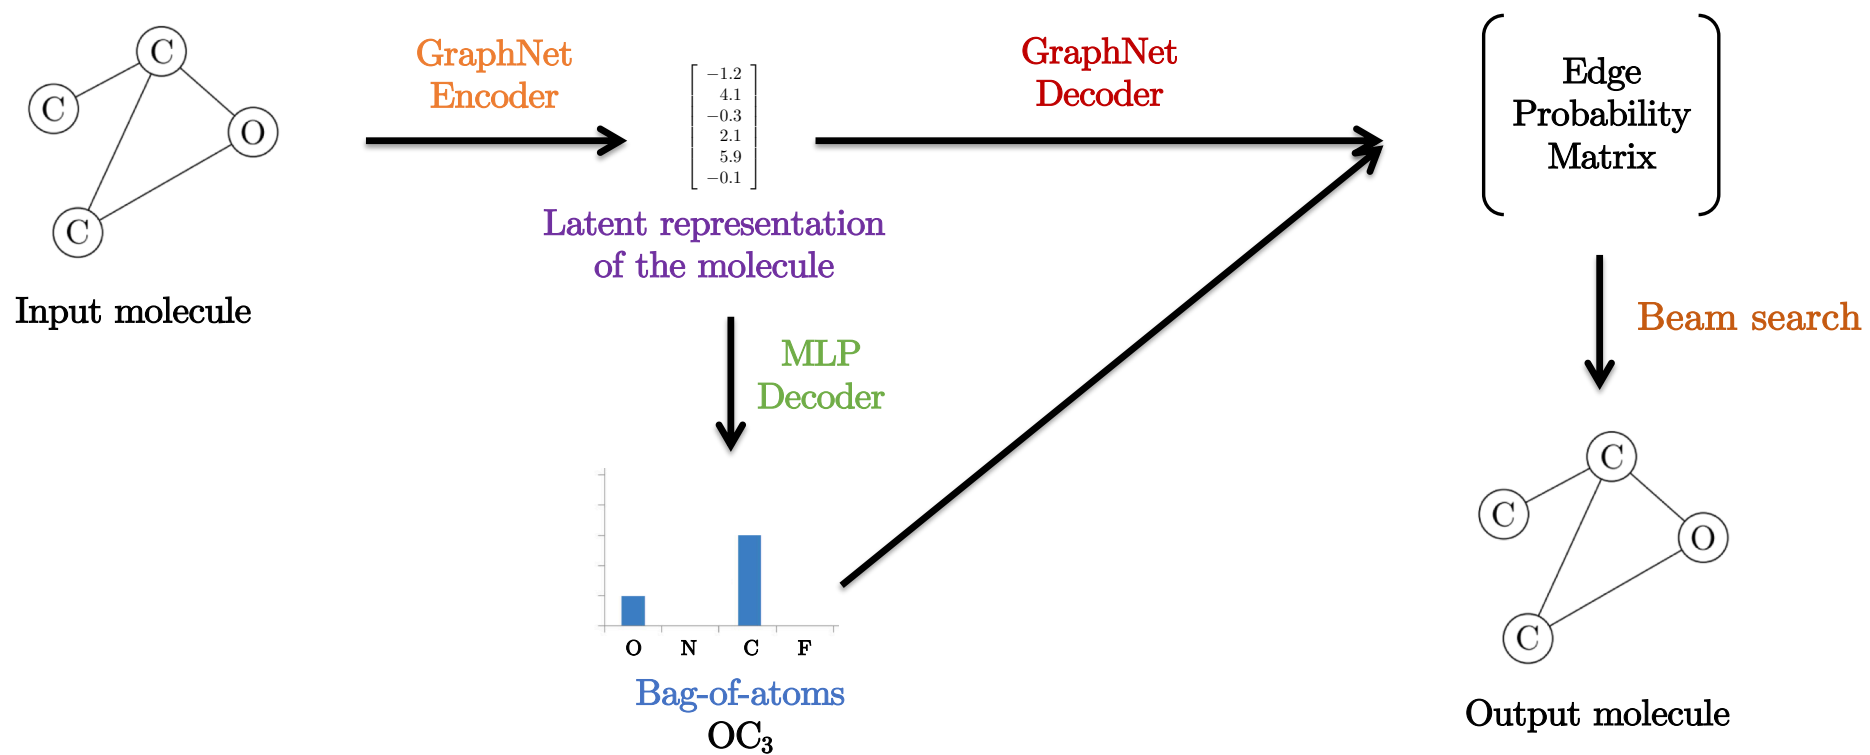 C
C
O
C
Input molecule
GraphNet
Encoder
−1.2
4.1
−0.3
2.1
5.9
−0.1
Latent representation
of the molecule
MLP
Decoder
O N C F
Bag-of-atoms
OC₃
GraphNet
Decoder
Edge
Probability
Matrix
Beam search
C
C
O
C
Output molecule